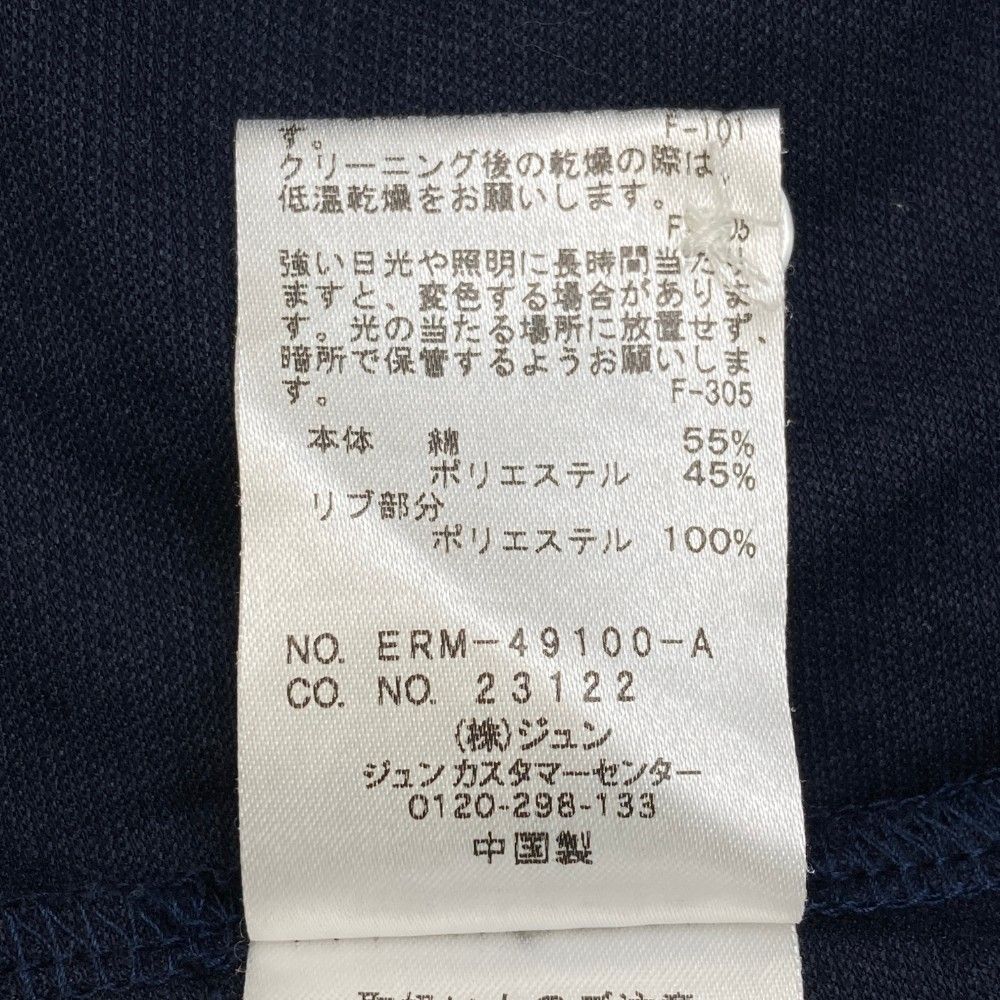 す。 F-101
クリーニング後の乾燥の際は、
低温乾燥をお願いします。
強い日光や照明に長時間当たり
ますと、変色する場合があります
す。光の当たる場所に放置せず、
暗所で保管するようお願いしま
す。 F-305
本体 綿 55%
ポリエステル 45%
リブ部分
ポリエステル 100%
NO. ERM-49100-A
CO. NO. 23122
(株)ジュン
ジュンカスタマーセンター
0120-298-133
中国製